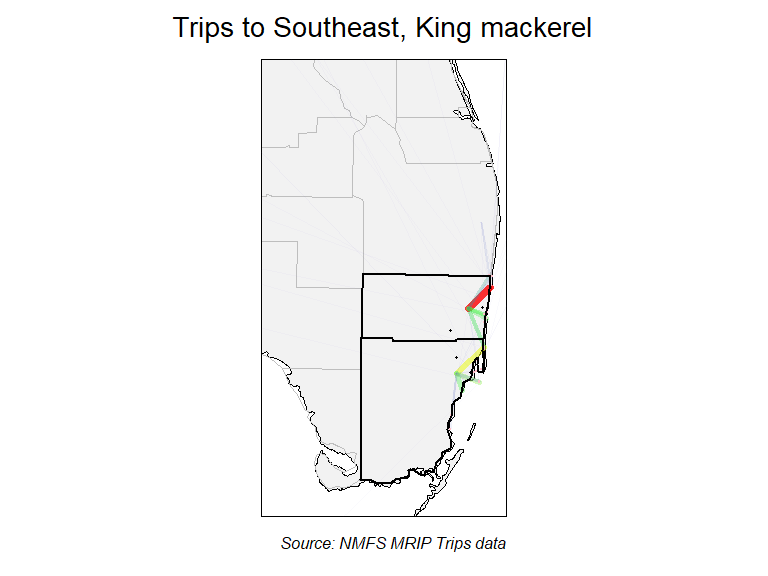 Trips to Southeast, King mackerel
Source: NMFS MRIP Trips data